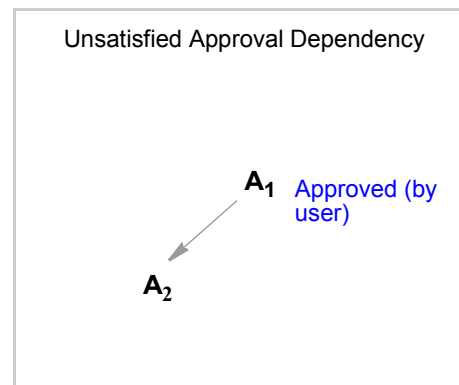 Unsatisfied Approval Dependency
A₁ Approved (by
user)
A₂